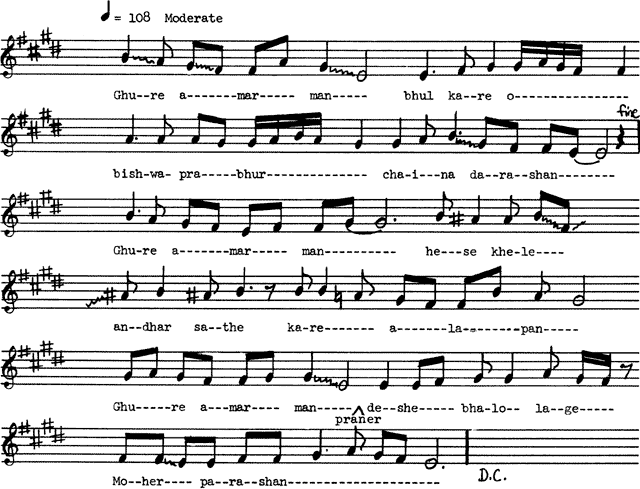 ♩ = 108 Moderate
Ghu--re a------mar----- man----- bhul ka--re o---------------
fine
bish-wa- pra--bhur-------------- cha-i--na da--ra--shan--------
Ghu-re a------mar----- man---------- he---se khe-le----
an--dhar sa--the ka-re------- a------la-------pan-----
Ghu-----re a--mar---- man------de-she----- bha-lo-- la-ge-----
praner
Mo--her---- pa--ra--shan----------------------
D.C.